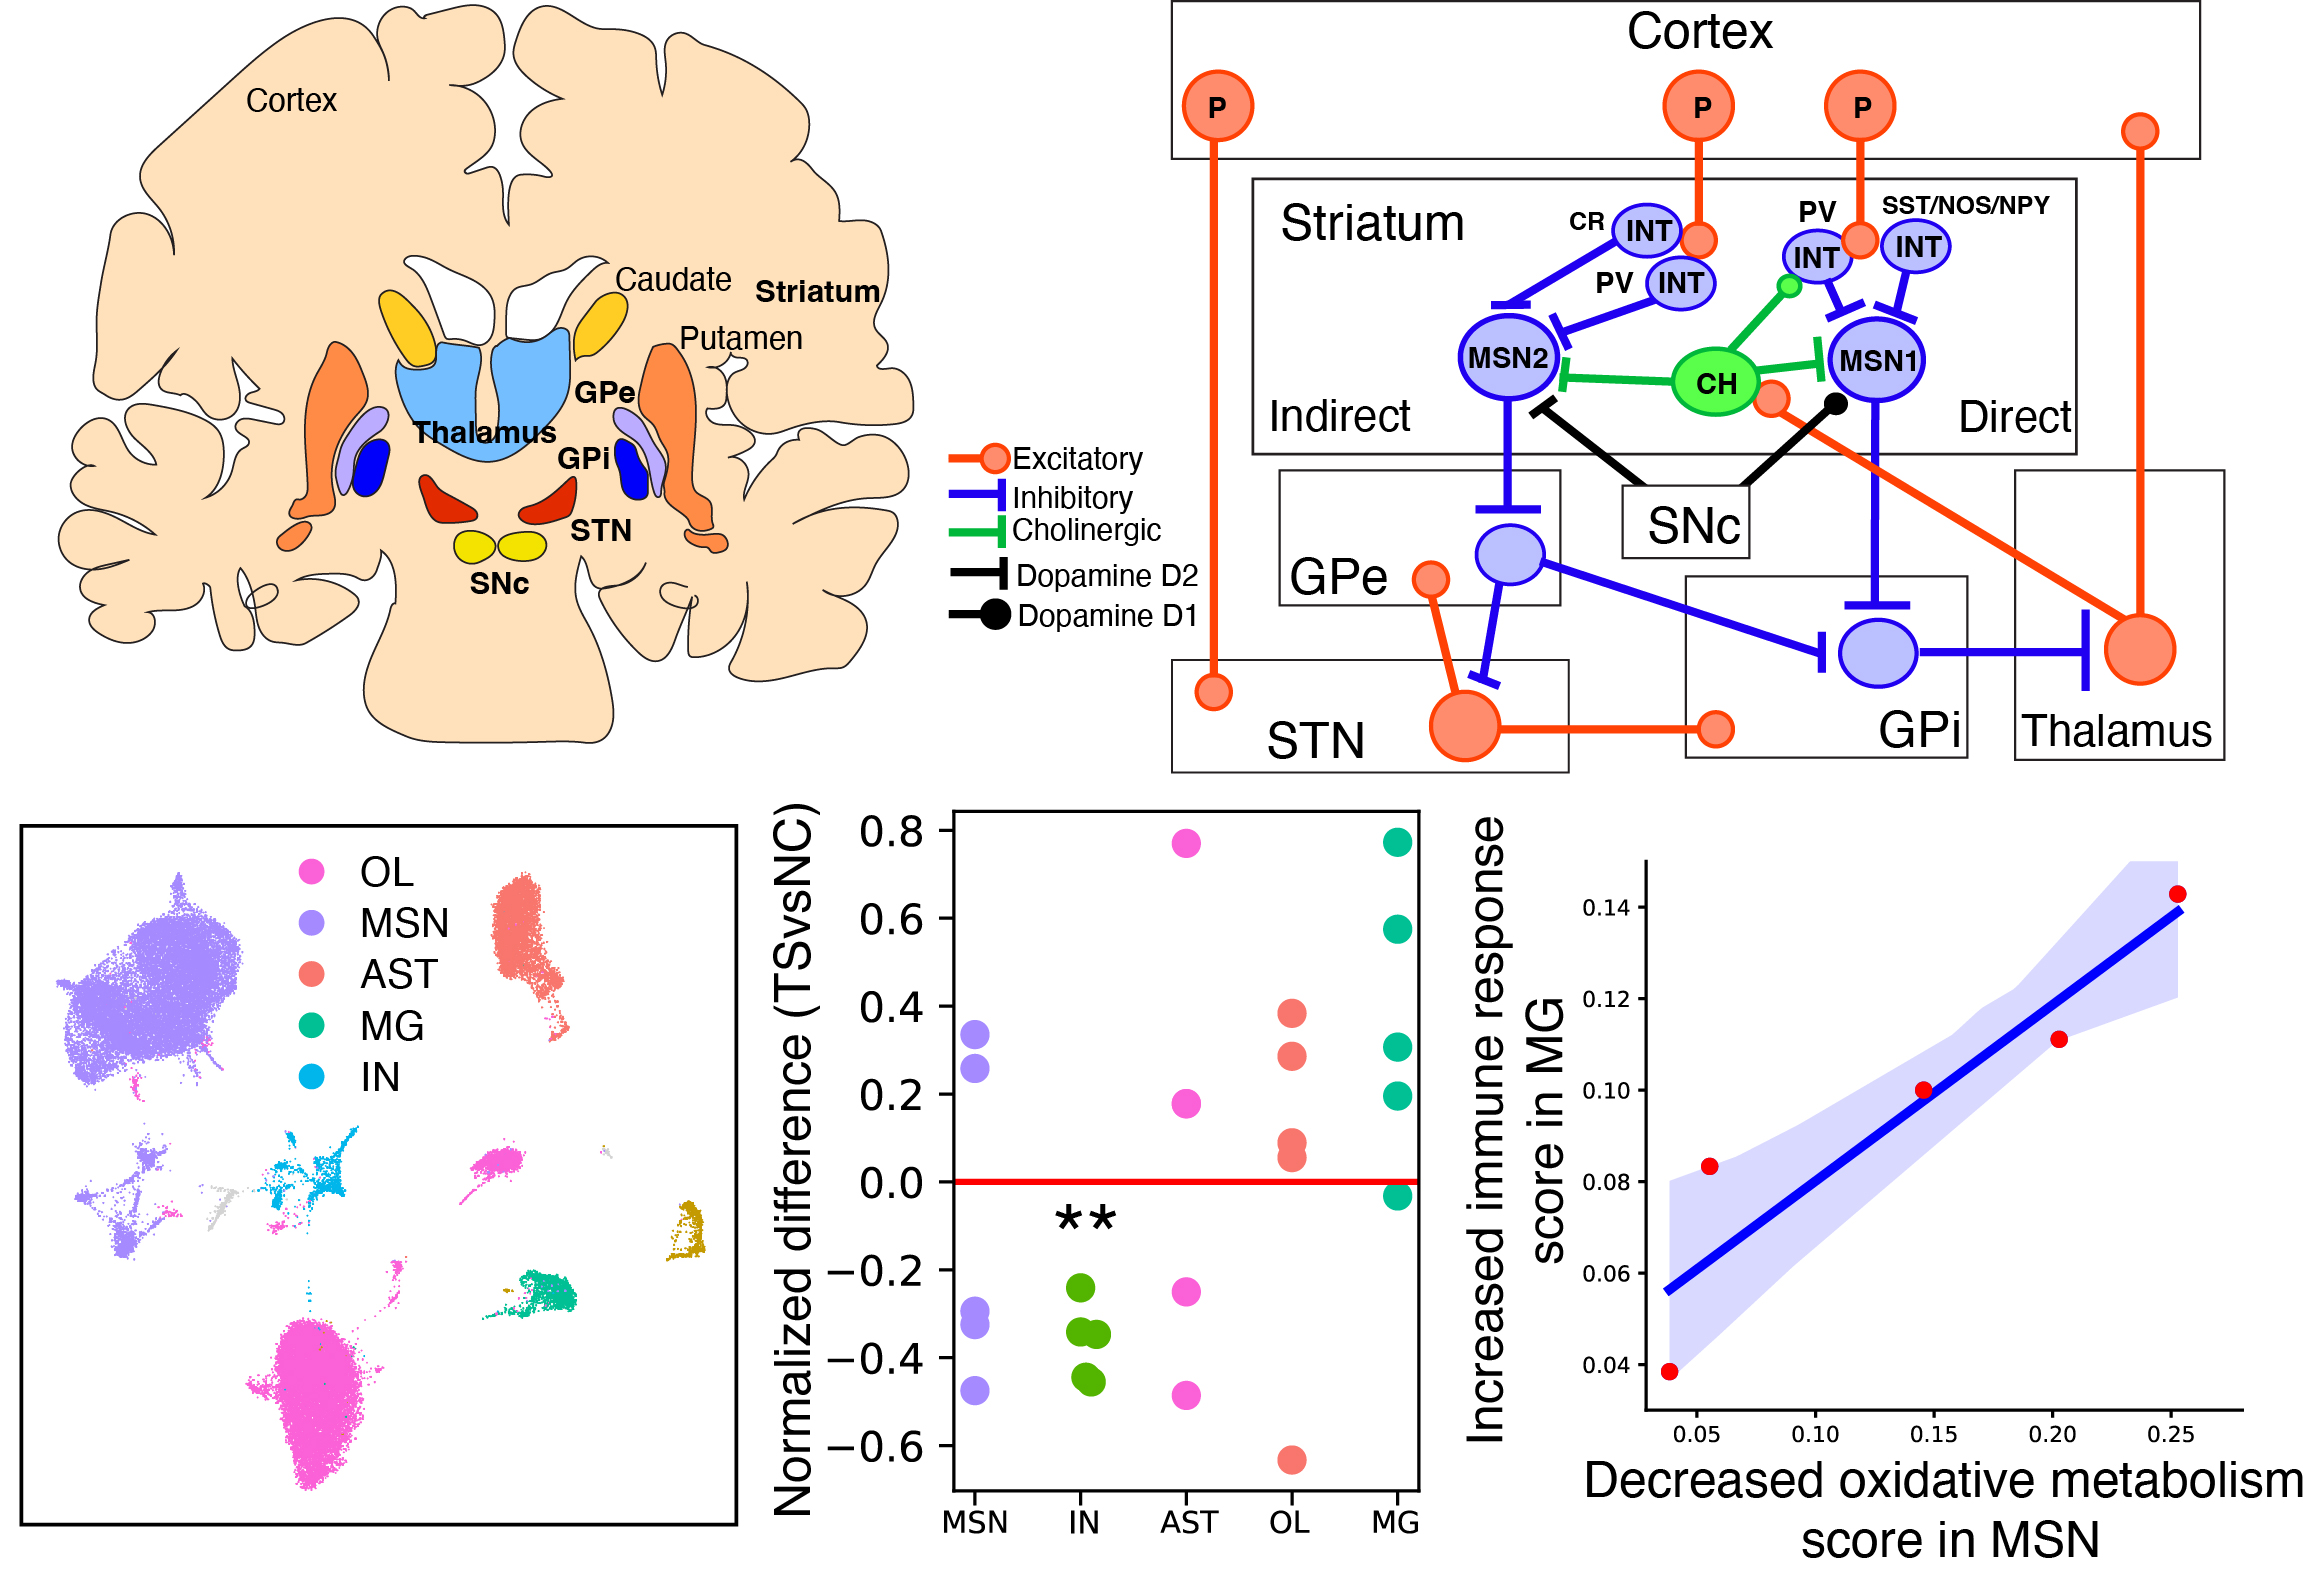 Cortex
Caudate
Striatum
Putamen
GPe
Thalamus
GPi
STN
SNc
Cortex
P
P
P
Striatum
CR
INT
PV
INT
PV
INT
SST/NOS/NPY
INT
MSN2
CH
MSN1
Indirect
Direct
Excitatory
Inhibitory
Cholinergic
Dopamine D2
Dopamine D1
SNc
GPe
STN
GPi
Thalamus
OL
MSN
AST
MG
IN
Normalized difference (TSvsNC)
0.8
0.6
0.4
0.2
0.0
−0.2
−0.4
−0.6
**
MSN
IN
AST
OL
MG
Increased immune response
score in MG
0.14
0.12
0.10
0.08
0.06
0.04
0.05
0.10
0.15
0.20
0.25
Decreased oxidative metabolism
score in MSN